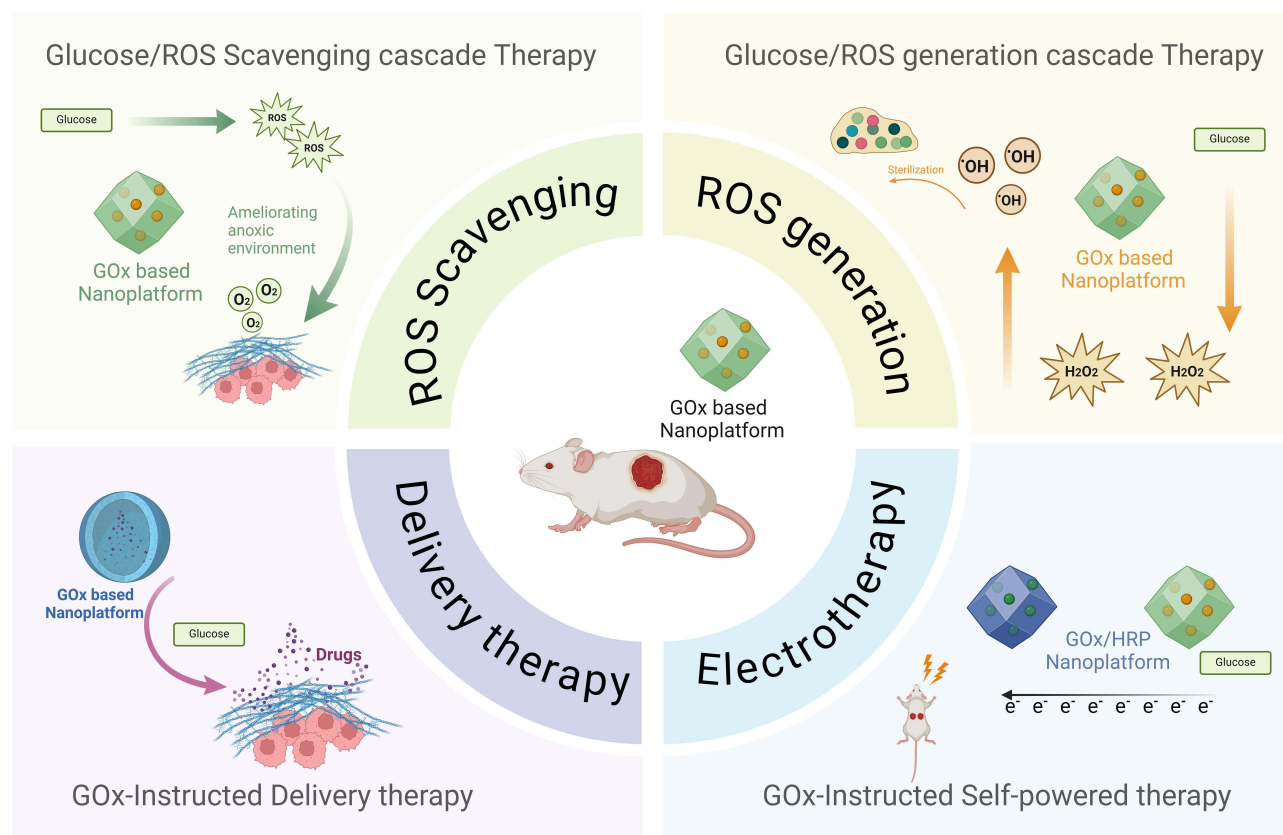 Glucose/ROS Scavenging cascade Therapy
Glucose
ROS
ROS
Ameliorating
anoxic
environment
GOx based
Nanoplatform
O₂
O₂
O₂
Glucose/ROS generation cascade Therapy
Glucose
Sterilization
•OH
•OH
•OH
GOx based
Nanoplatform
H₂O₂
H₂O₂
ROS Scavenging
ROS generation
GOx based
Nanoplatform
Delivery therapy
Electrotherapy
GOx based
Nanoplatform
Glucose
Drugs
GOx-Instructed Delivery therapy
GOx/HRP
Nanoplatform
Glucose
e⁻ e⁻ e⁻ e⁻ e⁻ e⁻ e⁻ e⁻
GOx-Instructed Self-powered therapy